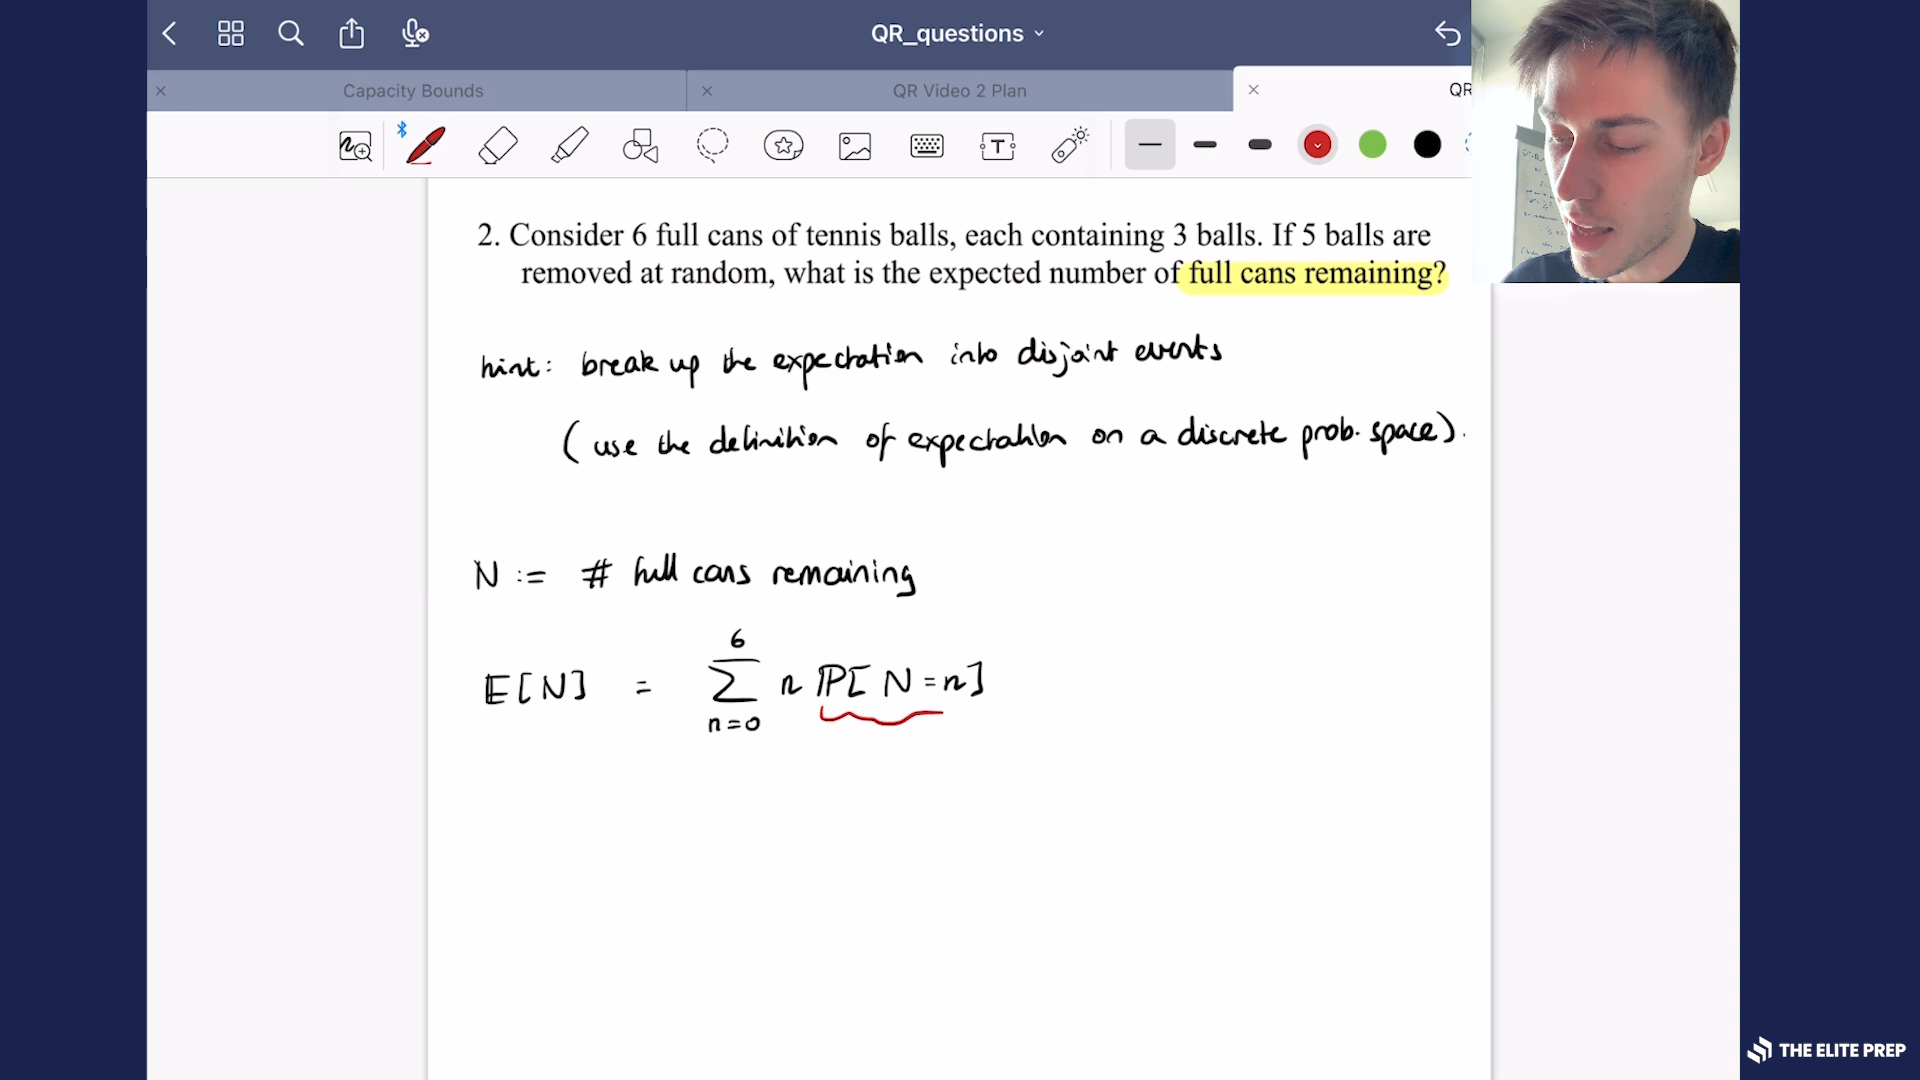 QR_questions
Capacity Bounds
QR Video 2 Plan
QR
T
2. Consider 6 full cans of tennis balls, each containing 3 balls. If 5 balls are
removed at random, what is the expected number of full cans remaining?
hint: break up the expectation into disjoint events
(use the definition of expectation on a discrete prob. space).
N := # full cans remaining
E[N] = ∑_{n=0}^{6} n ℙ[N=n]
THE ELITE PREP